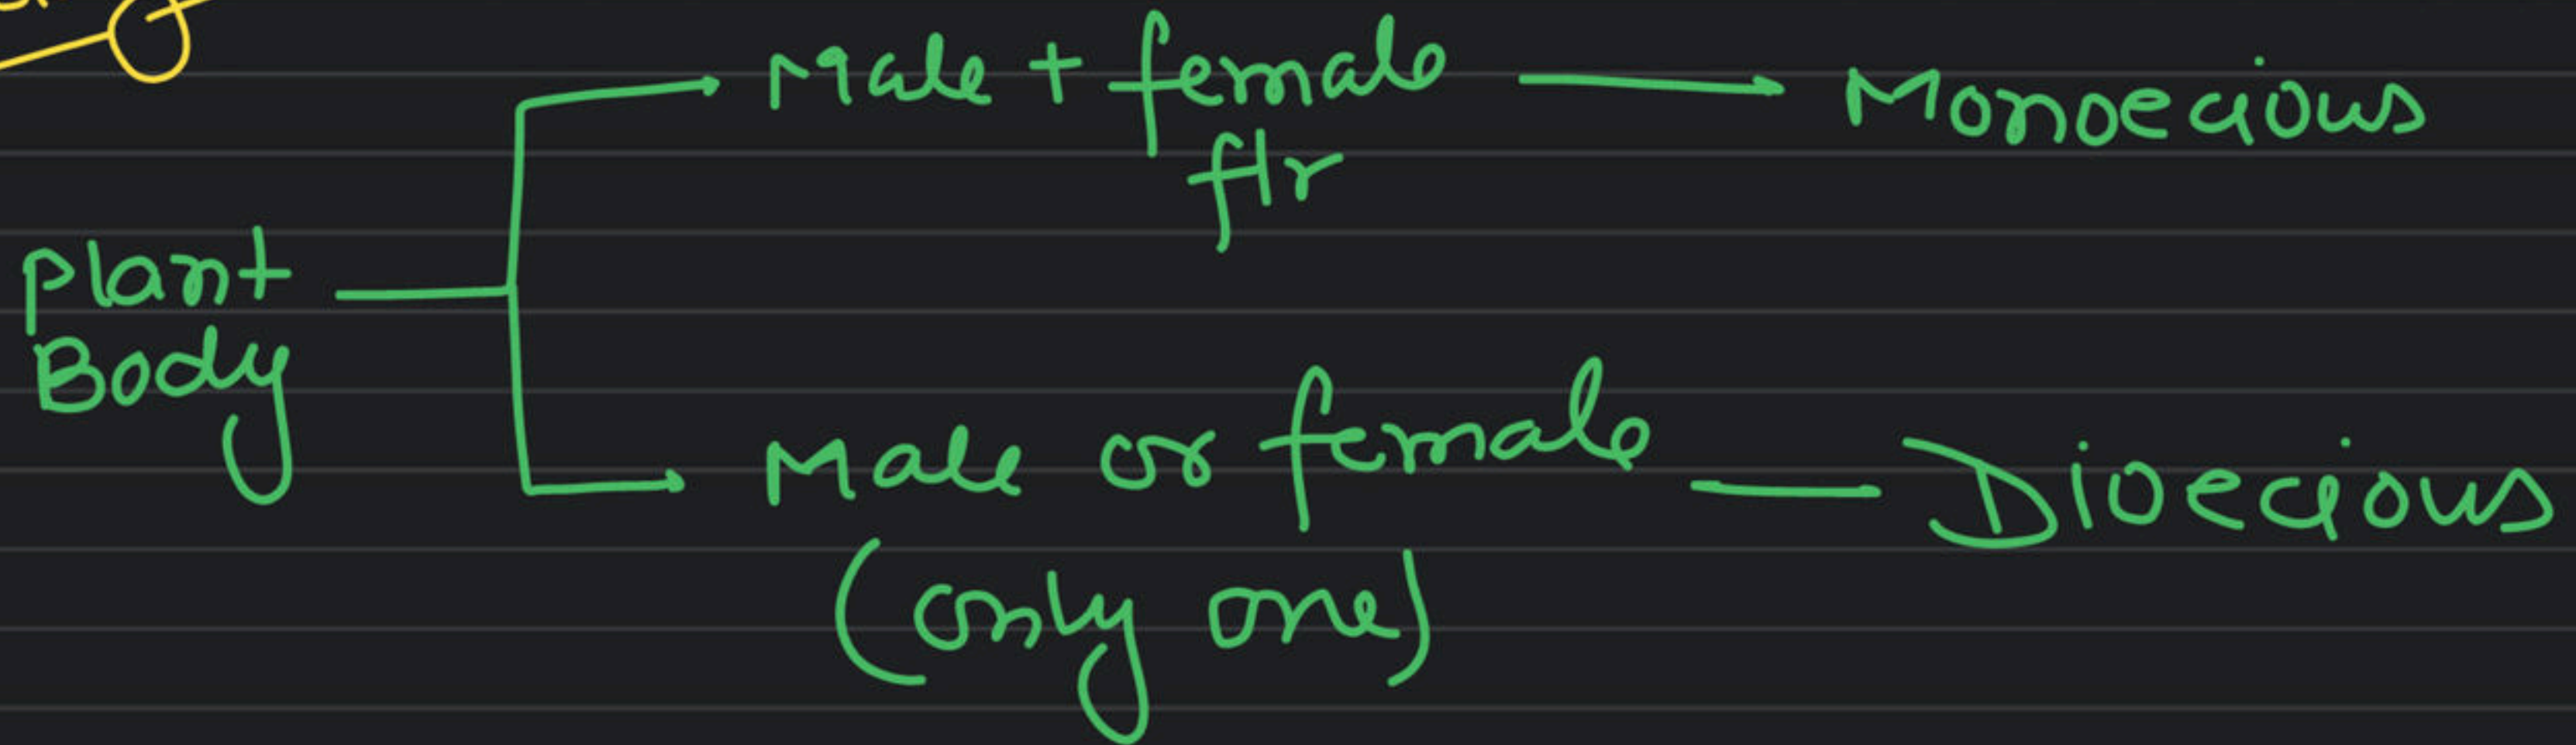 Male + female → Monoecious
flr
Plant
Body
Male or female — Dioecious
(only one)